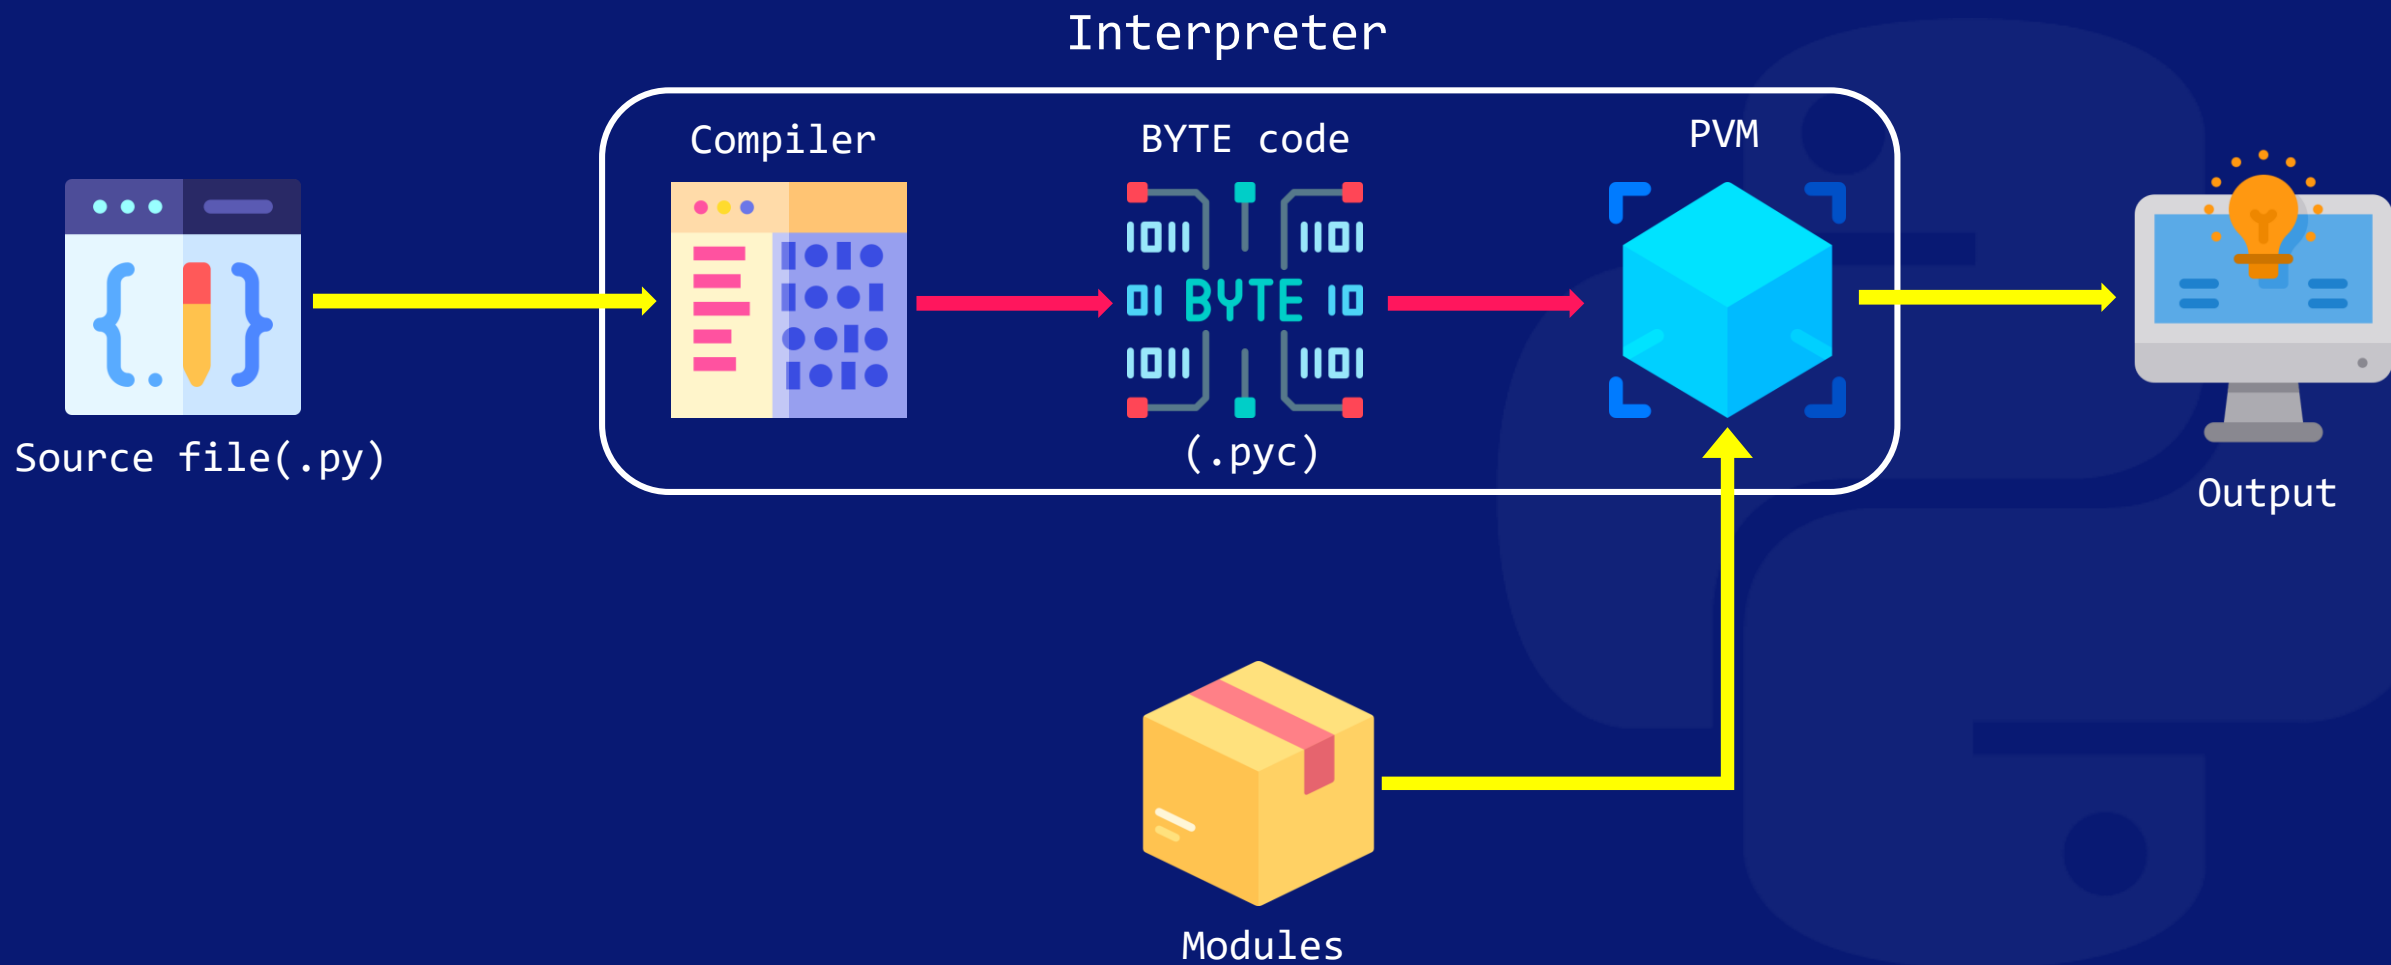 Interpreter
Compiler
BYTE code
PVM
1011
1101
01 BYTE 10
1011
1101
Source file(.py)
(.pyc)
Output
Modules